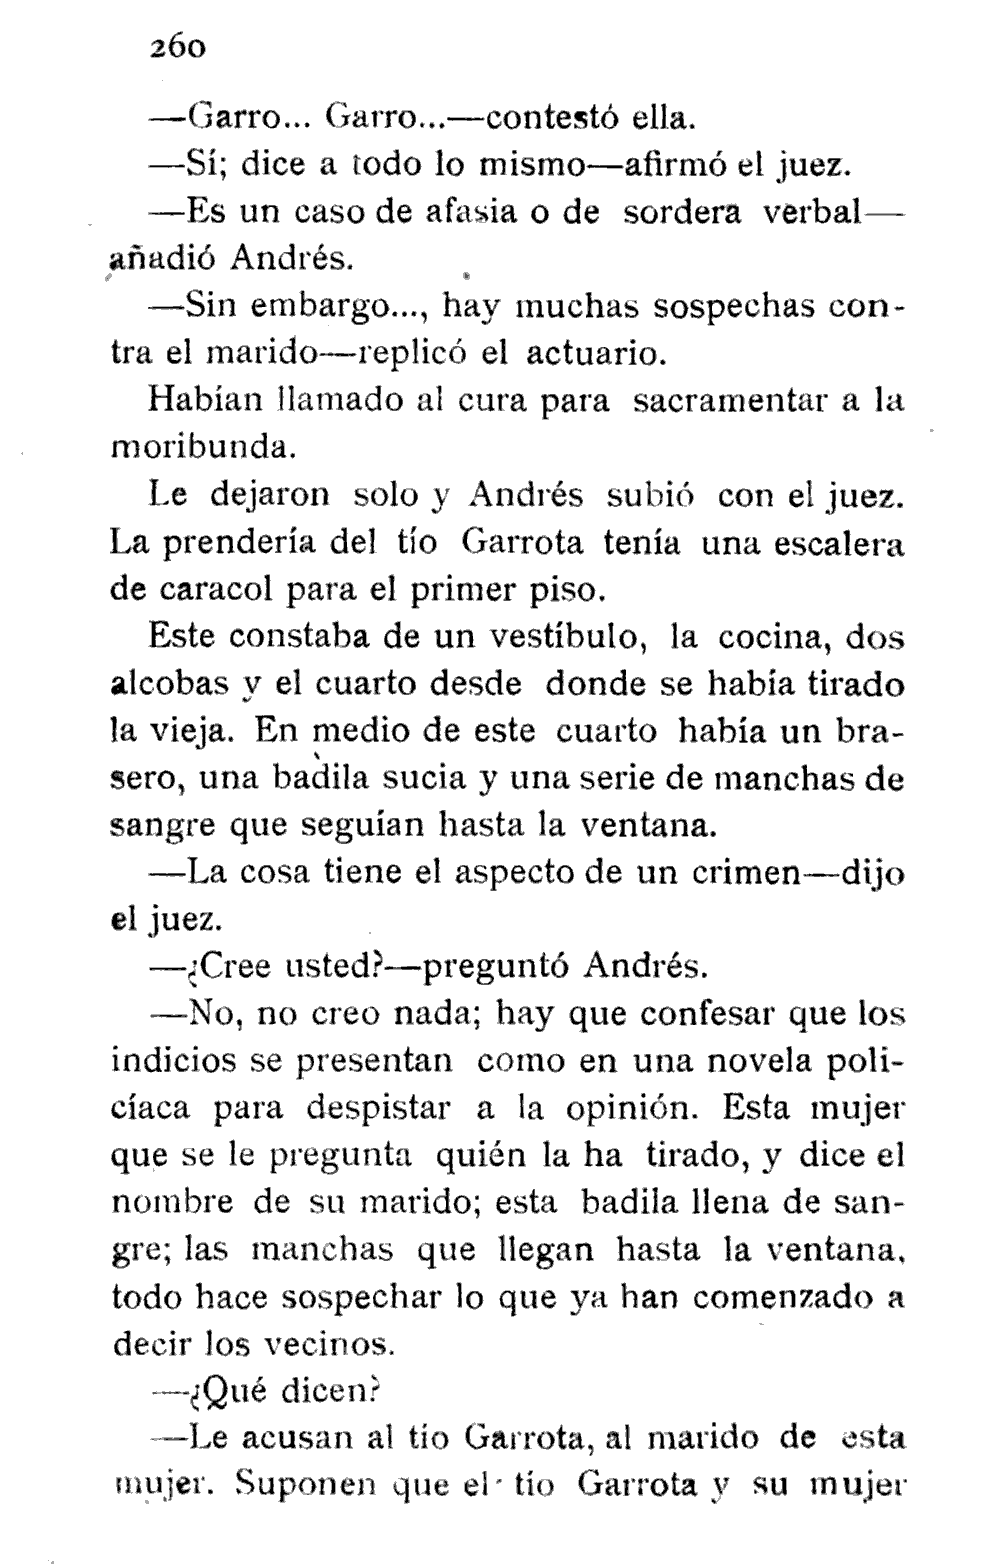 260
—Garro... Garro...—contestó ella.
—Sí; dice a todo lo mismo—afirmó el juez.
—Es un caso de afasia o de sordera verbal—
añadió Andrés.
—Sin embargo..., hay muchas sospechas con-
tra el marido—replicó el actuario.
Habían llamado al cura para sacramentar a la
moribunda.
Le dejaron solo y Andrés subió con el juez.
La prendería del tío Garrota tenía una escalera
de caracol para el primer piso.
Este constaba de un vestíbulo, la cocina, dos
alcobas y el cuarto desde donde se había tirado
la vieja. En medio de este cuarto había un bra-
sero, una badila sucia y una serie de manchas de
sangre que seguían hasta la ventana.
—La cosa tiene el aspecto de un crimen—dijo
el juez.
—¿Cree usted?—preguntó Andrés.
—No, no creo nada; hay que confesar que los
indicios se presentan como en una novela poli-
cíaca para despistar a la opinión. Esta mujer
que se le pregunta quién la ha tirado, y dice el
nombre de su marido; esta badila llena de san-
gre; las manchas que llegan hasta la ventana,
todo hace sospechar lo que ya han comenzado a
decir los vecinos.
—¿Qué dicen?
—Le acusan al tío Garrota, al marido de esta
mujer. Suponen que el tío Garrota y su mujer